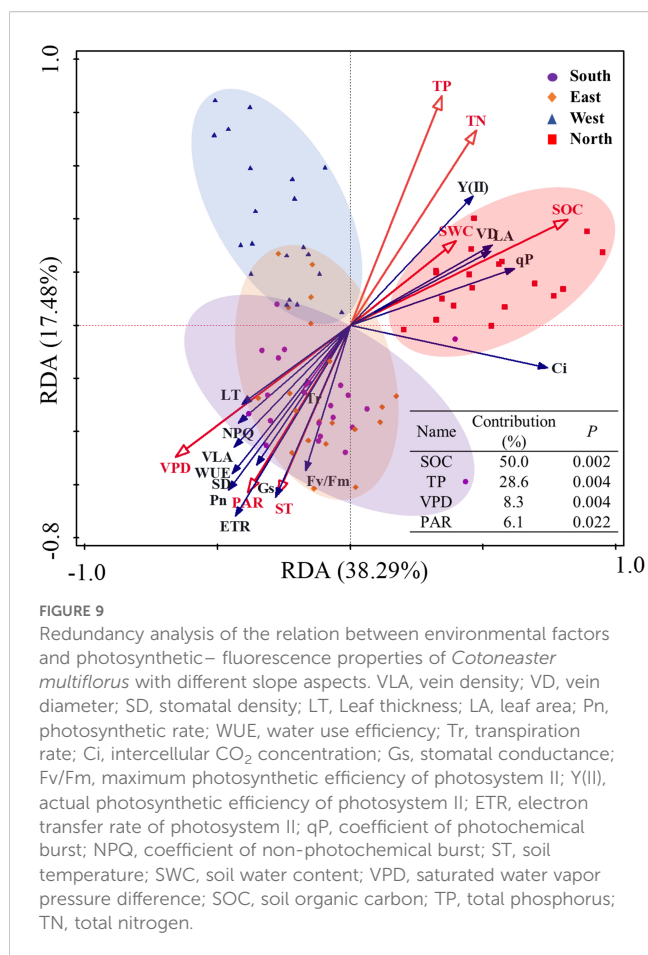 1.0
TP
TN
South
East
West
North
Y(II)
SOC
SWC
VD
LA
qP
RDA (17.48%)
Ci
LT
Tr
NPQ
VLA
VPD
WUE
SD
Pn
PAR
Gs
ST
Fv/Fm
ETR
Name Contribution (%) P
SOC 50.0 0.002
TP 28.6 0.004
VPD 8.3 0.004
PAR 6.1 0.022
-0.8
-1.0
RDA (38.29%)
1.0
FIGURE 9
Redundancy analysis of the relation between environmental factors
and photosynthetic– fluorescence properties of Cotoneaster
multiflorus with different slope aspects. VLA, vein density; VD, vein
diameter; SD, stomatal density; LT, Leaf thickness; LA, leaf area; Pn,
photosynthetic rate; WUE, water use efficiency; Tr, transpiration
rate; Ci, intercellular CO₂ concentration; Gs, stomatal conductance;
Fv/Fm, maximum photosynthetic efficiency of photosystem II; Y(II),
actual photosynthetic efficiency of photosystem II; ETR, electron
transfer rate of photosystem II; qP, coefficient of photochemical
burst; NPQ, coefficient of non-photochemical burst; ST, soil
temperature; SWC, soil water content; VPD, saturated water vapor
pressure difference; SOC, soil organic carbon; TP, total phosphorus;
TN, total nitrogen.